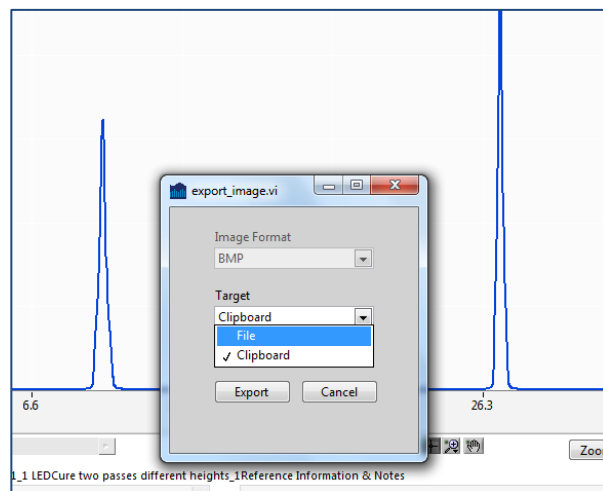 export_image.vi
Image Format
BMP
Target
Clipboard
File
✓ Clipboard
Export Cancel
6.6 26.3
Zoo
1_1 LEDCure two passes different heights_1Reference Information & Notes